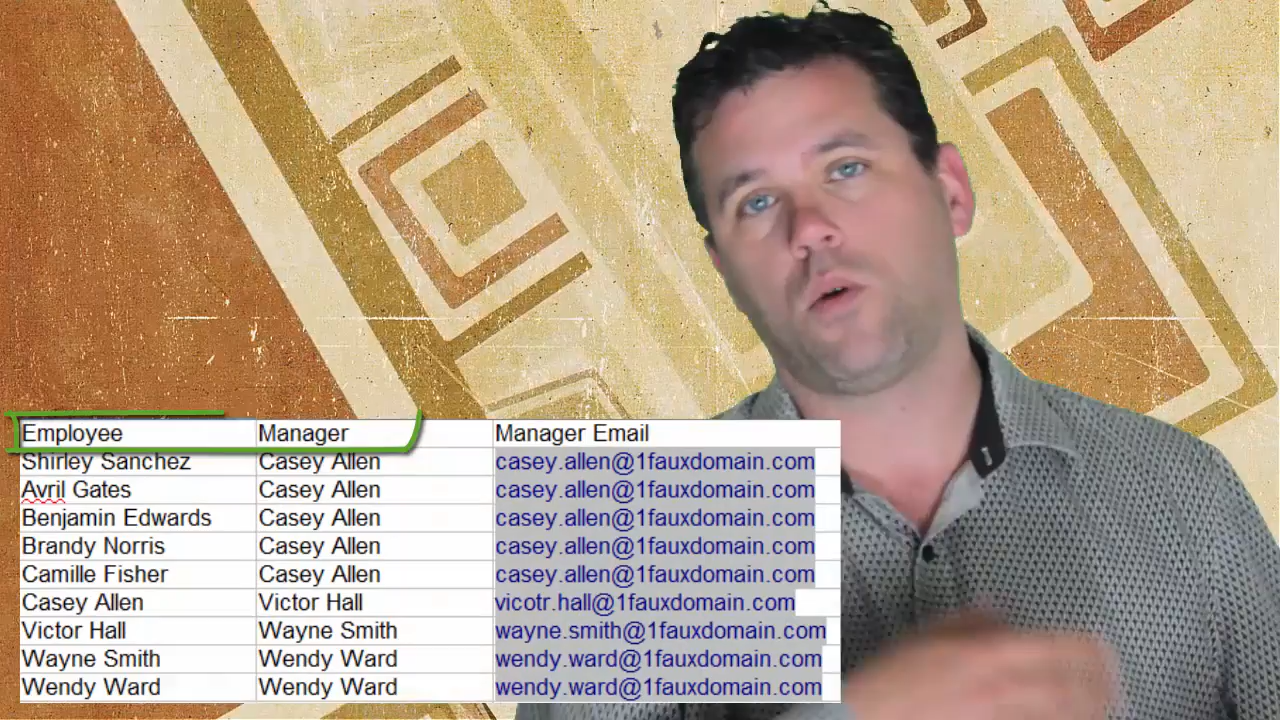 Employee Manager Manager Email
Shirley Sanchez Casey Allen casey.allen@1fauxdomain.com
Avril Gates Casey Allen casey.allen@1fauxdomain.com
Benjamin Edwards Casey Allen casey.allen@1fauxdomain.com
Brandy Norris Casey Allen casey.allen@1fauxdomain.com
Camille Fisher Casey Allen casey.allen@1fauxdomain.com
Casey Allen Victor Hall vicotr.hall@1fauxdomain.com
Victor Hall Wayne Smith wayne.smith@1fauxdomain.com
Wayne Smith Wendy Ward wendy.ward@1fauxdomain.com
Wendy Ward Wendy Ward wendy.ward@1fauxdomain.com